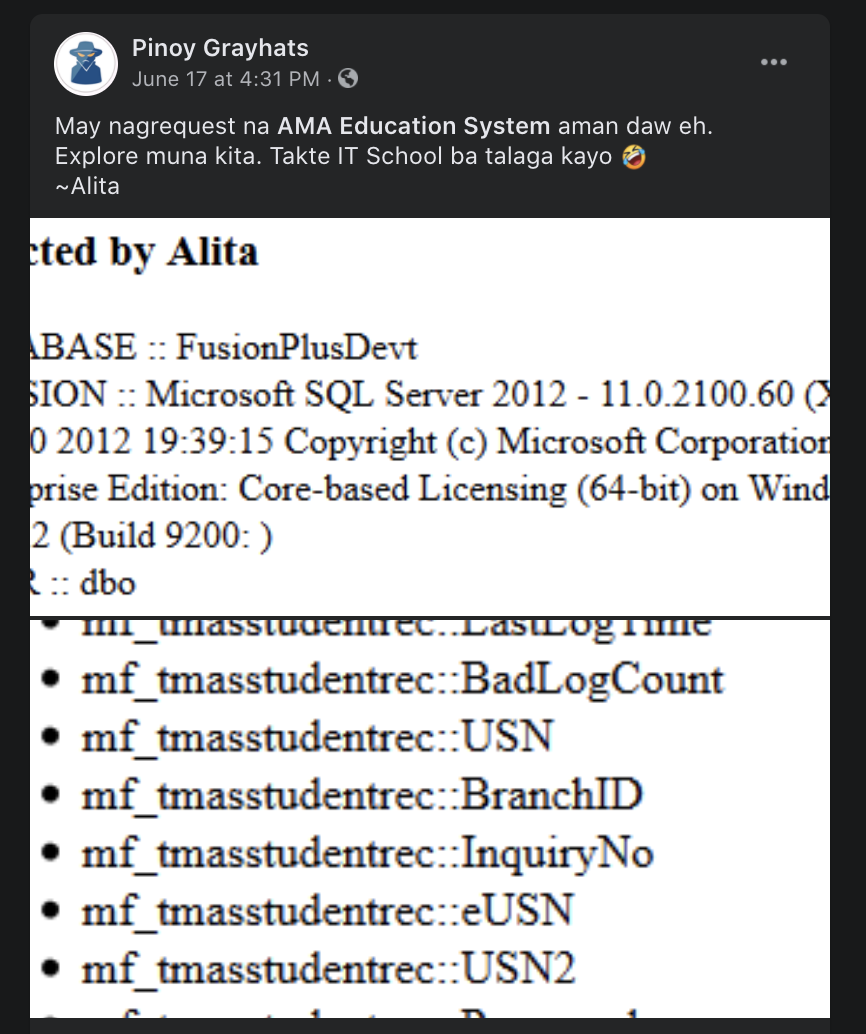 Pinoy Grayhats
June 17 at 4:31 PM ·
May nagrequest na AMA Education System aman daw eh.
Explore muna kita. Takte IT School ba talaga kayo 🤣
~Alita
cted by Alita
ABASE :: FusionPlusDevt
SION :: Microsoft SQL Server 2012 - 11.0.2100.60 (X
0 2012 19:39:15 Copyright (c) Microsoft Corporation
prise Edition: Core-based Licensing (64-bit) on Wind
2 (Build 9200: )
R :: dbo
• mf_tmasstudentrec::LastLogTime
• mf_tmasstudentrec::BadLogCount
• mf_tmasstudentrec::USN
• mf_tmasstudentrec::BranchID
• mf_tmasstudentrec::InquiryNo
• mf_tmasstudentrec::eUSN
• mf_tmasstudentrec::USN2